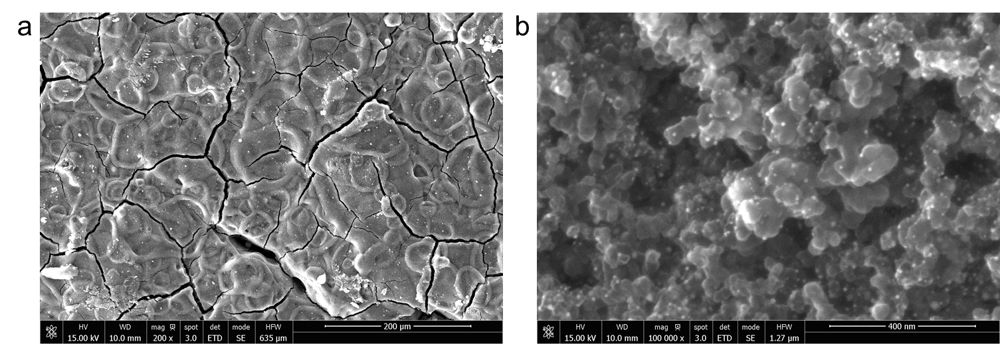 a
b
HV WD mag spot det mode HFW
15.00 kV 10.0 mm 200 x 3.0 ETD SE 635 µm
200 µm
HV WD mag spot det mode HFW
15.00 kV 10.0 mm 100 000 x 3.0 ETD SE 1.27 µm
400 nm